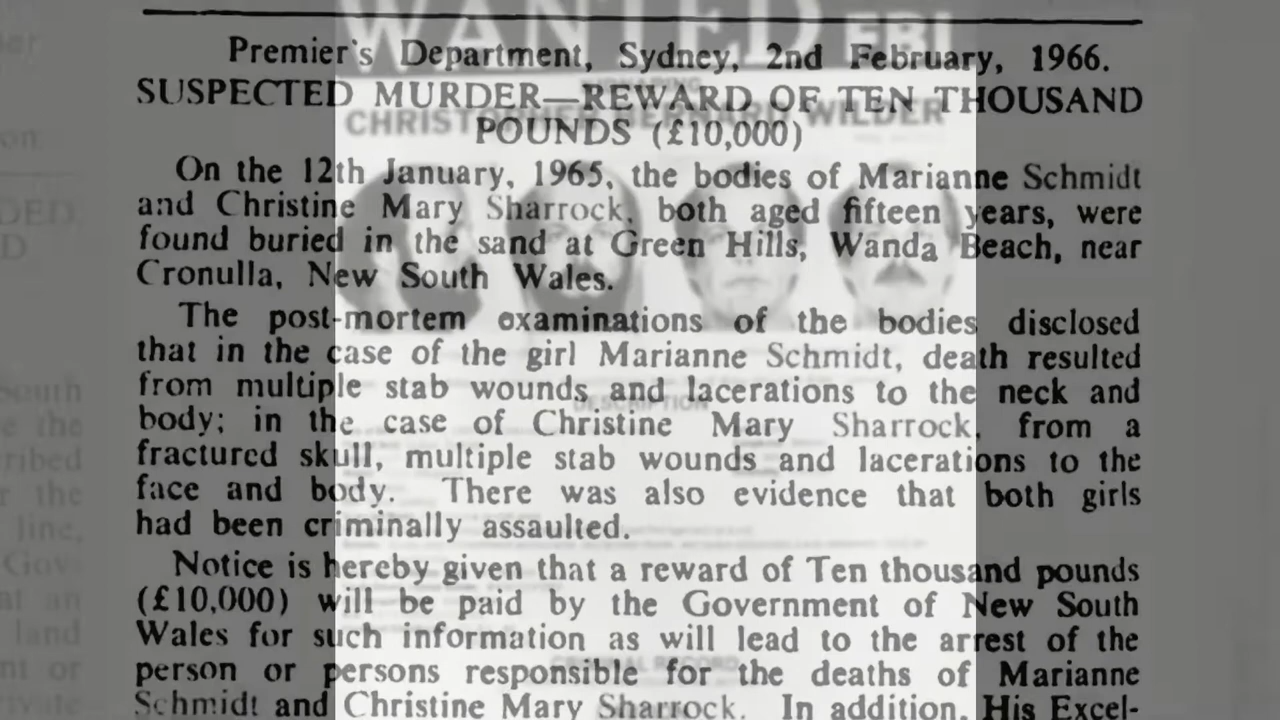 WANTED FBI
CHRISTOPHER BERNARD WILDER
DESCRIPTION
CRIMINAL RECORD
Premier's Department, Sydney, 2nd February, 1966.
SUSPECTED MURDER—REWARD OF TEN THOUSAND
POUNDS (£10,000)
On the 12th January, 1965, the bodies of Marianne Schmidt
and Christine Mary Sharrock, both aged fifteen years, were
found buried in the sand at Green Hills, Wanda Beach, near
Cronulla, New South Wales.
The post-mortem examinations of the bodies disclosed
that in the case of the girl Marianne Schmidt, death resulted
from multiple stab wounds and lacerations to the neck and
body; in the case of Christine Mary Sharrock, from a
fractured skull, multiple stab wounds and lacerations to the
face and body. There was also evidence that both girls
had been criminally assaulted.
Notice is hereby given that a reward of Ten thousand pounds
(£10,000) will be paid by the Government of New South
Wales for such information as will lead to the arrest of the
person or persons responsible for the deaths of Marianne
Schmidt and Christine Mary Sharrock. In addition, His Excel-